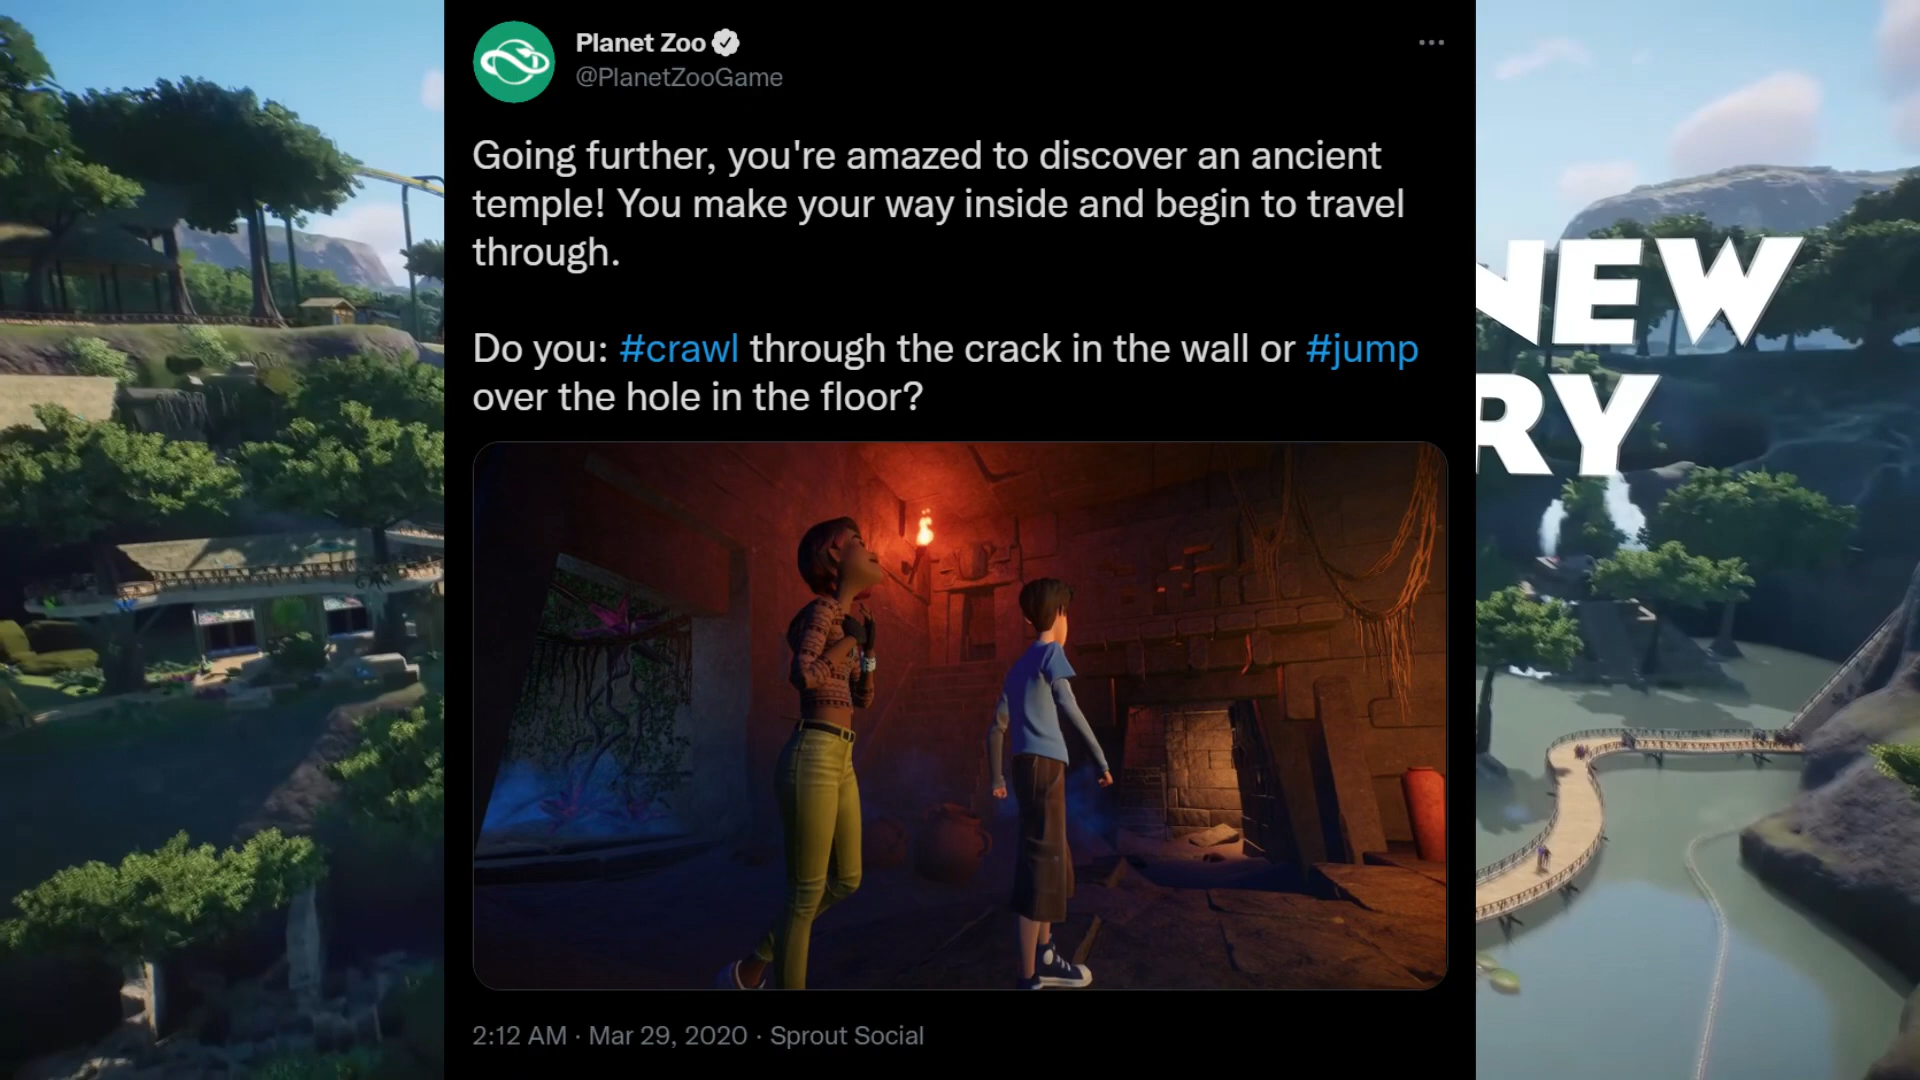 Planet Zoo
@PlanetZooGame
Going further, you're amazed to discover an ancient
temple! You make your way inside and begin to travel
through.
Do you: #crawl through the crack in the wall or #jump
over the hole in the floor?
NEW
RY
2:12 AM · Mar 29, 2020 · Sprout Social